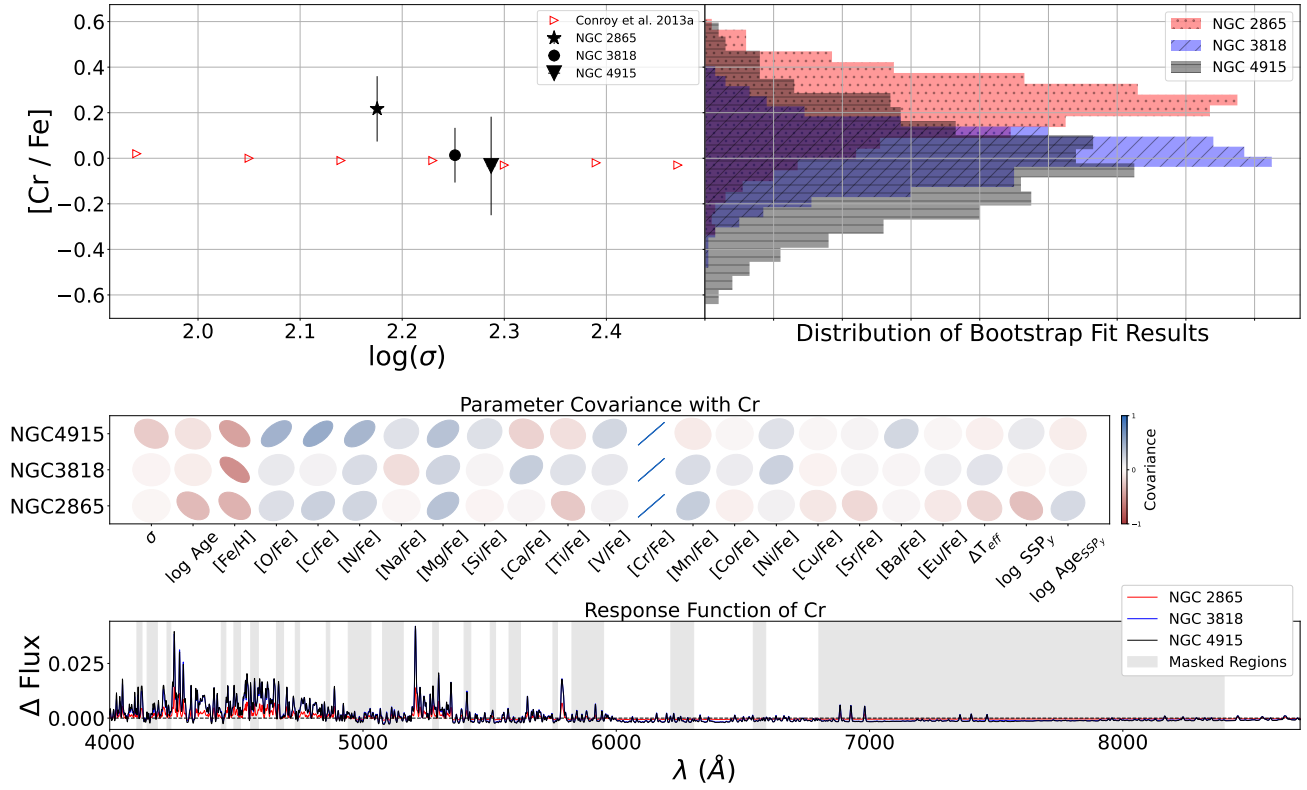 0.6
0.4
0.2
0.0
−0.2
−0.4
−0.6
[Cr / Fe]
Conroy et al. 2013a
NGC 2865
NGC 3818
NGC 4915
NGC 2865
NGC 3818
NGC 4915
2.0 2.1 2.2 2.3 2.4
log(σ)
Distribution of Bootstrap Fit Results
Parameter Covariance with Cr
NGC4915
NGC3818
NGC2865
1
0
−1
Covariance
σ
log Age
[Fe/H]
[O/Fe]
[C/Fe]
[N/Fe]
[Na/Fe]
[Mg/Fe]
[Si/Fe]
[Ca/Fe]
[Ti/Fe]
[V/Fe]
[Cr/Fe]
[Mn/Fe]
[Co/Fe]
[Ni/Fe]
[Cu/Fe]
[Sr/Fe]
[Ba/Fe]
[Eu/Fe]
ΔT_eff
log SSP_y
log Age_SSP_y
Response Function of Cr
NGC 2865
NGC 3818
NGC 4915
Masked Regions
Δ Flux
0.025
0.000
4000 5000 6000 7000 8000
λ (Å)